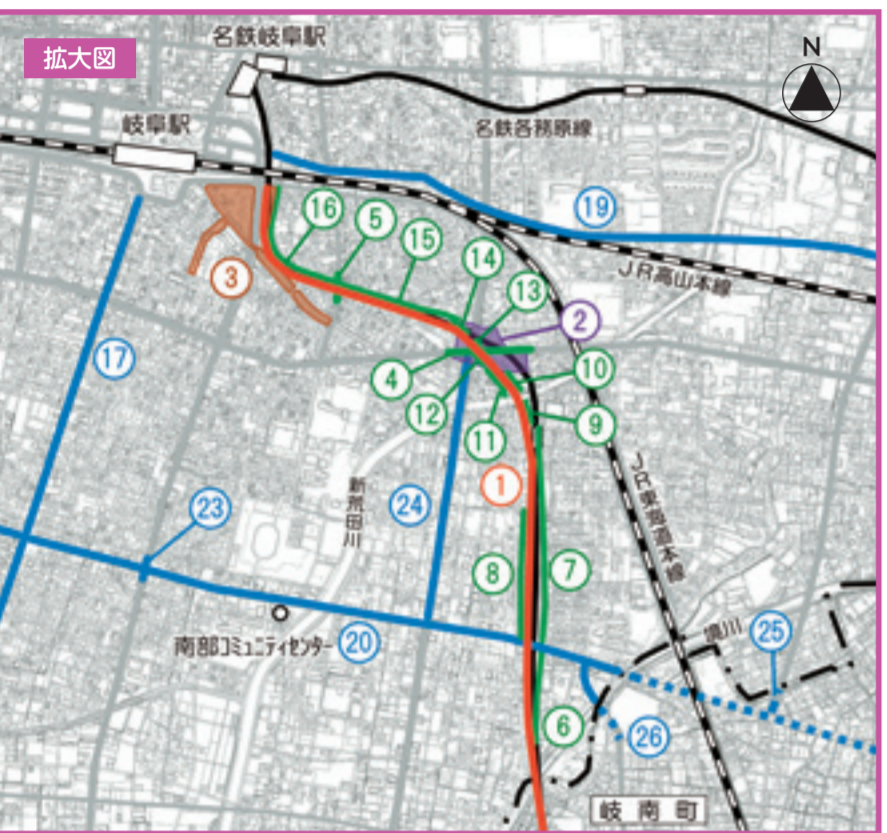 拡大図
名鉄岐阜駅
N
岐阜駅
名鉄各務原線
⑲
⑯
⑤
⑮
⑭
⑬
②
JR高山本線
③
⑰
④
⑩
⑫
⑪
⑨
①
JR東海道本線
新荒田川
㉓
㉔
⑧
⑦
南部コミュニティセンター
⑳
境川
㉕
⑥
㉖
岐南町